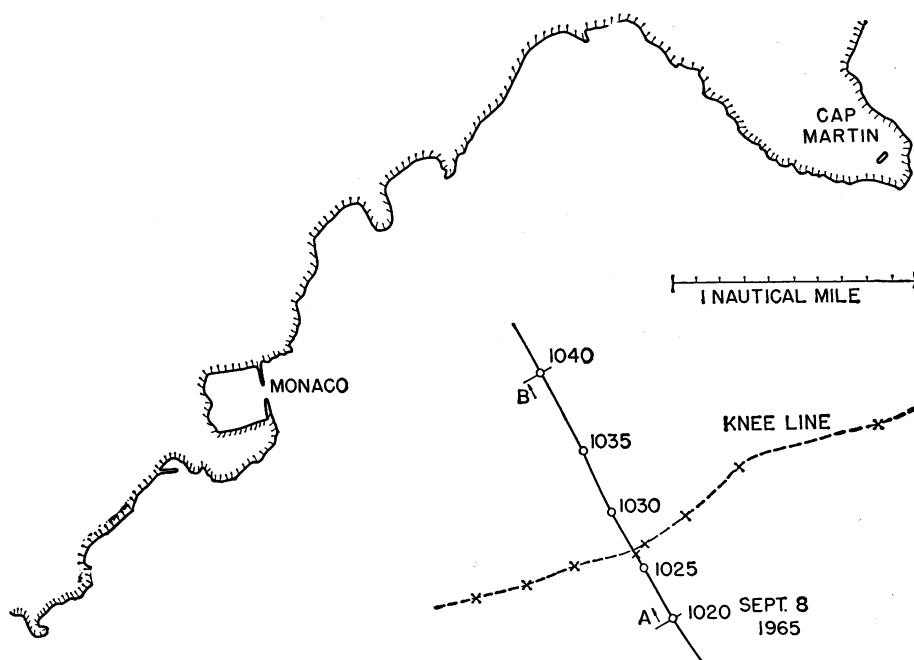 CAP
MARTIN
1 NAUTICAL MILE
MONACO
1040
B
KNEE LINE
1035
1030
1025
A
1020 SEPT. 8
1965